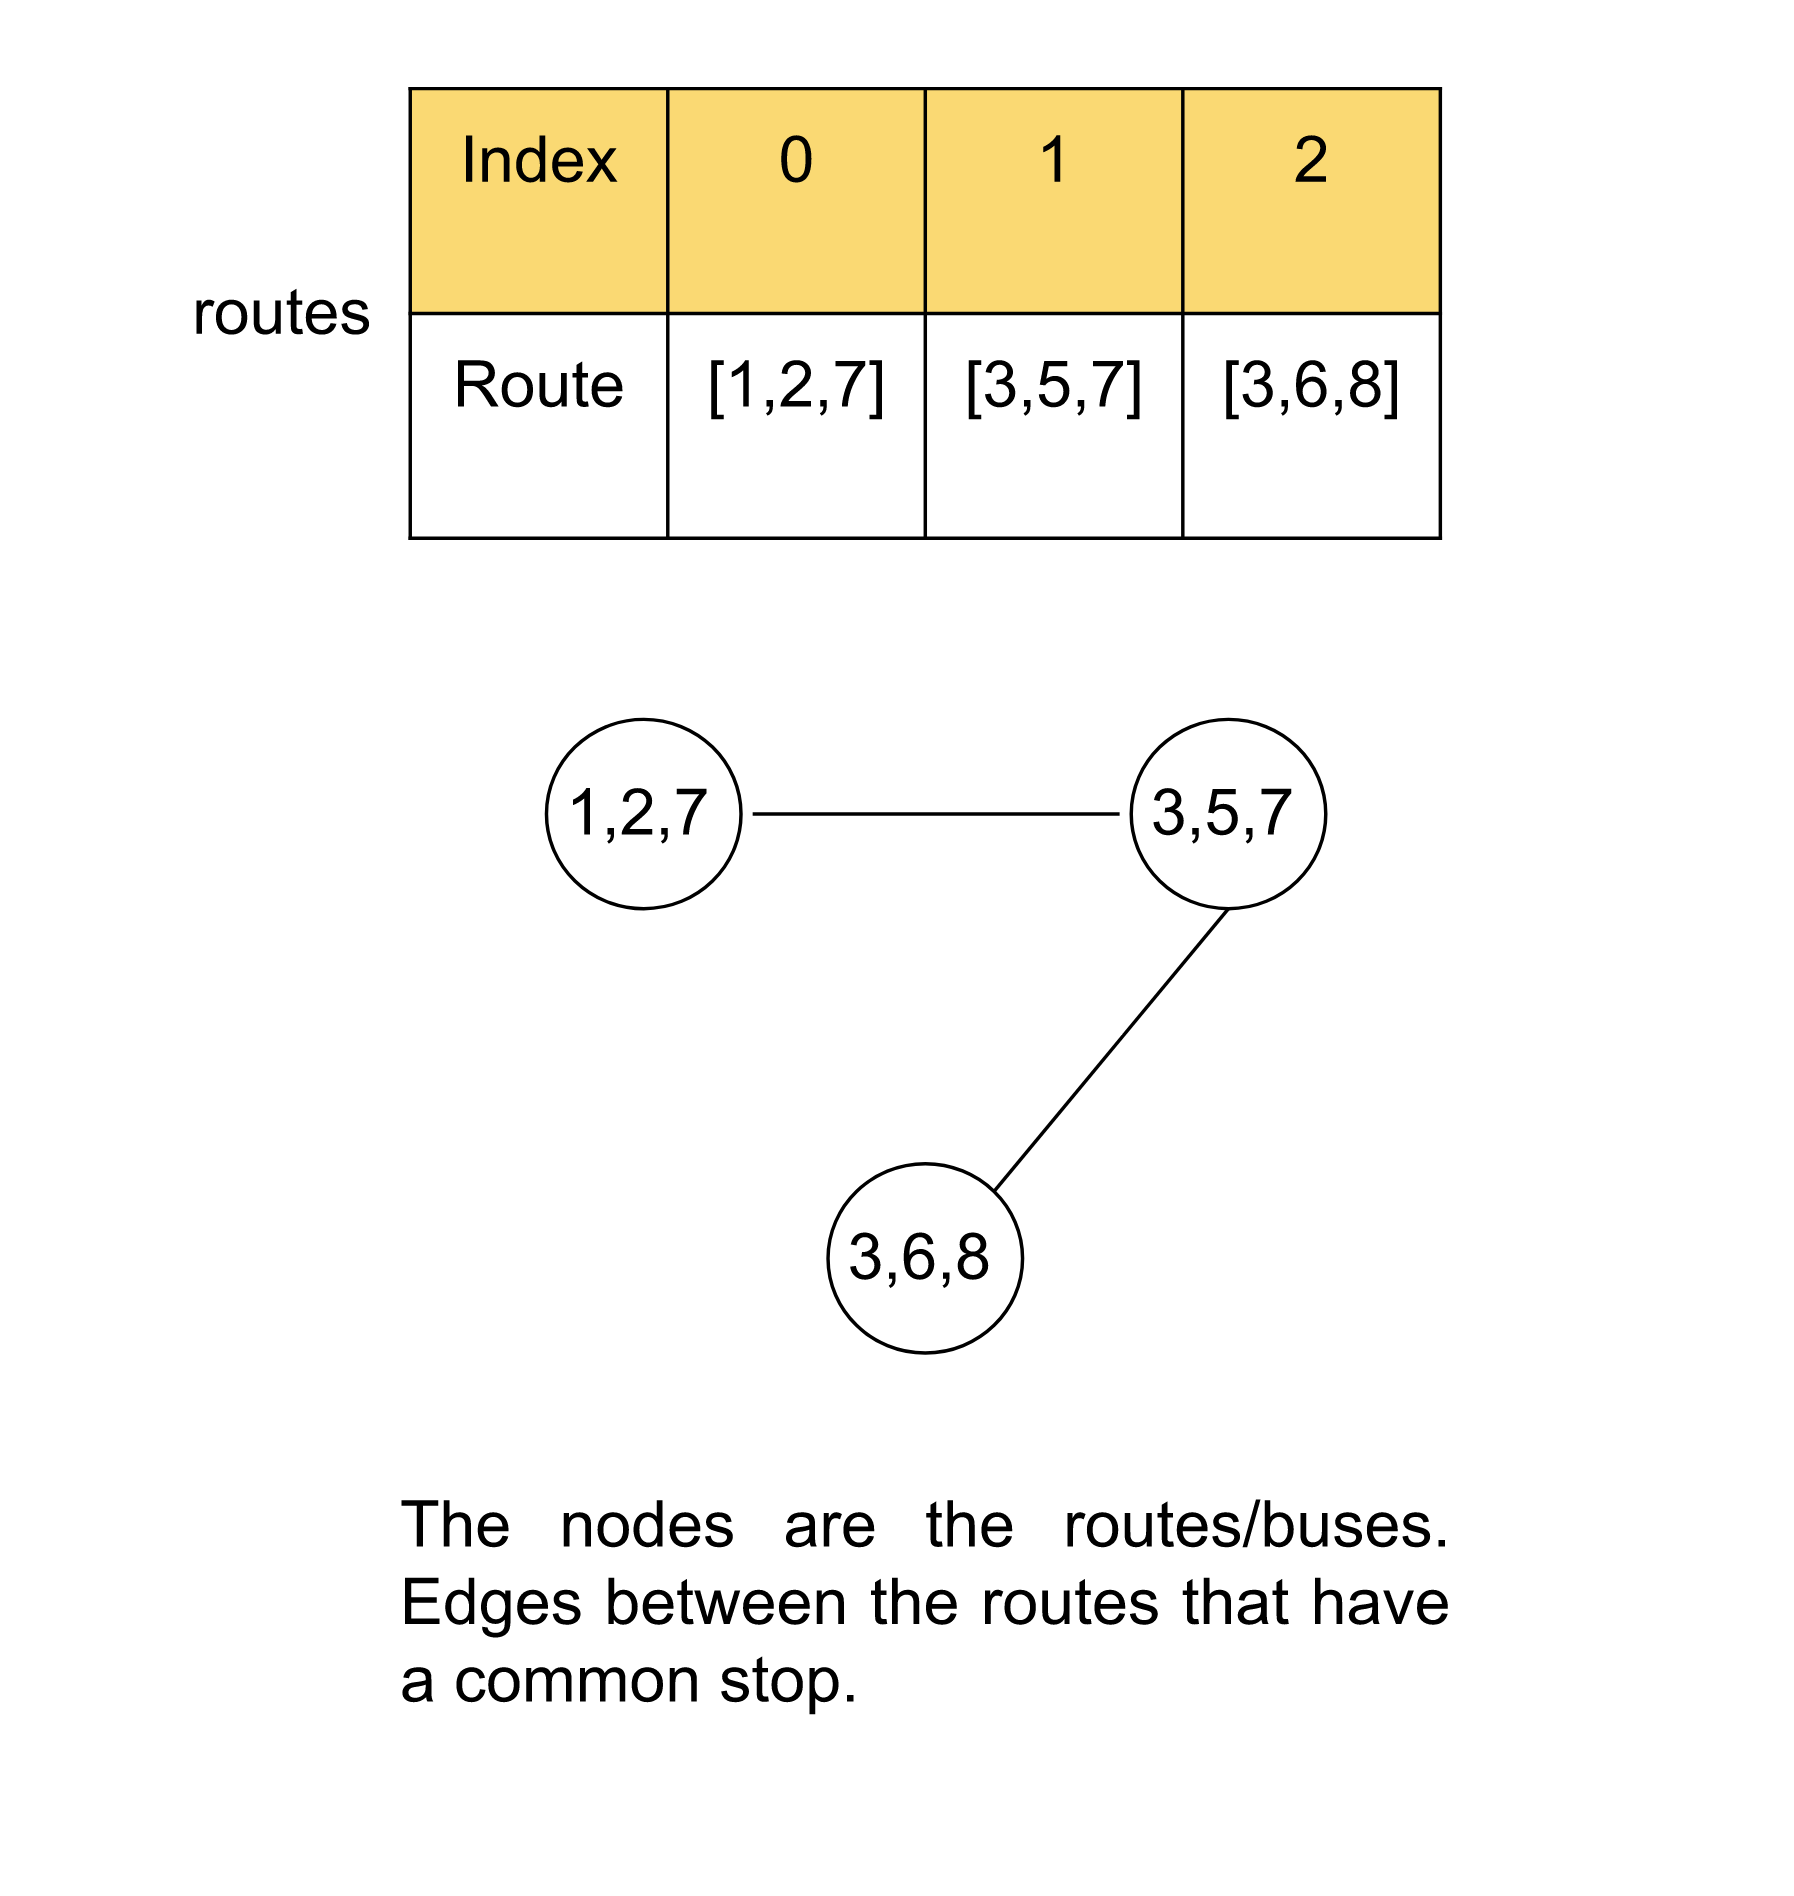 Index 0 1 2
routes
Route [1,2,7] [3,5,7] [3,6,8]
1,2,7 3,5,7
3,6,8
The nodes are the routes/buses.
Edges between the routes that have
a common stop.